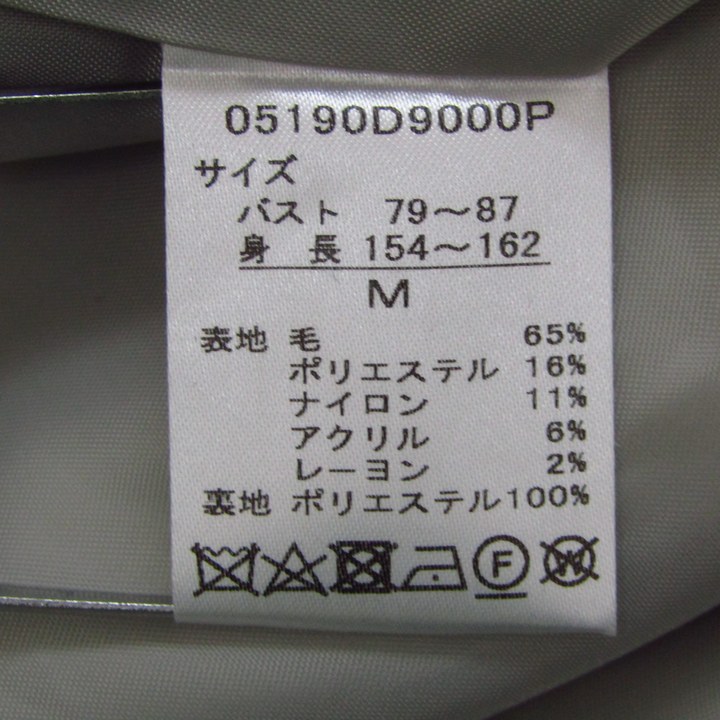 05190D9000P
サイズ
バスト 79～87
身 長 154～162
M
表地 毛 65%
ポリエステル 16%
ナイロン 11%
アクリル 6%
レーヨン 2%
裏地 ポリエステル100%
F W